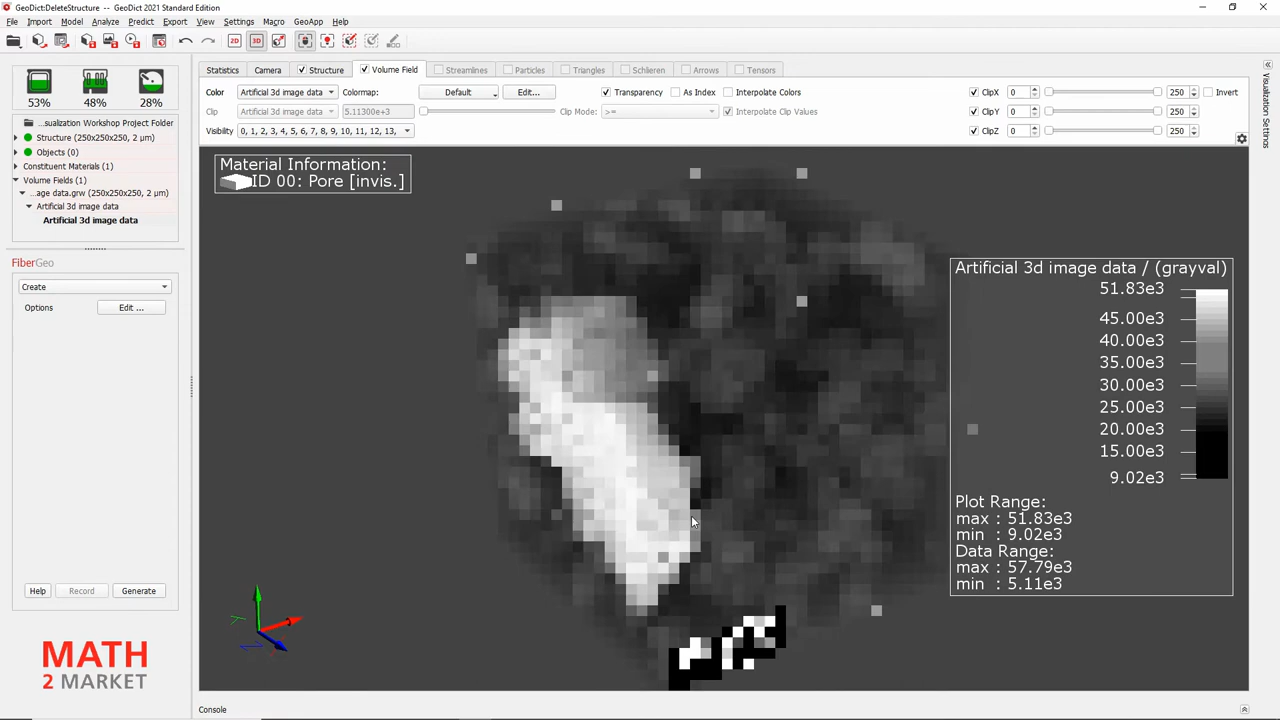 GeoDict:DeleteStructure -- GeoDict 2021 Standard Edition
File Import Model Analyze Predict Export View Settings Macro GeoApp Help
2D 3D
Statistics Camera Structure Volume Field Streamlines Particles Triangles Schlieren Arrows Tensors
53% 48% 28%
Color Artificial 3d image data Colormap: Default Edit... Transparency As Index Interpolate Colors ClipX 0 250 Invert
Clip Artificial 3d image data 5.11300e+3 Clip Mode: >= Interpolate Clip Values ClipY 0 250
Visibility 0, 1, 2, 3, 4, 5, 6, 7, 8, 9, 10, 11, 12, 13, ClipZ 0 250
...sualization Workshop Project Folder
Structure (250x250x250, 2 µm)
Objects (0)
Constituent Materials (1)
Volume Fields (1)
...age data.grw (250x250x250, 2 µm)
Artificial 3d image data
Artificial 3d image data
FiberGeo
Create
Options Edit ...
Help Record Generate
MATH
2 MARKET
Material Information:
ID 00: Pore [invis.]
Artificial 3d image data / (grayval)
51.83e3
45.00e3
40.00e3
35.00e3
30.00e3
25.00e3
20.00e3
15.00e3
9.02e3
Plot Range:
max : 51.83e3
min : 9.02e3
Data Range:
max : 57.79e3
min : 5.11e3
Visualization Settings
Console